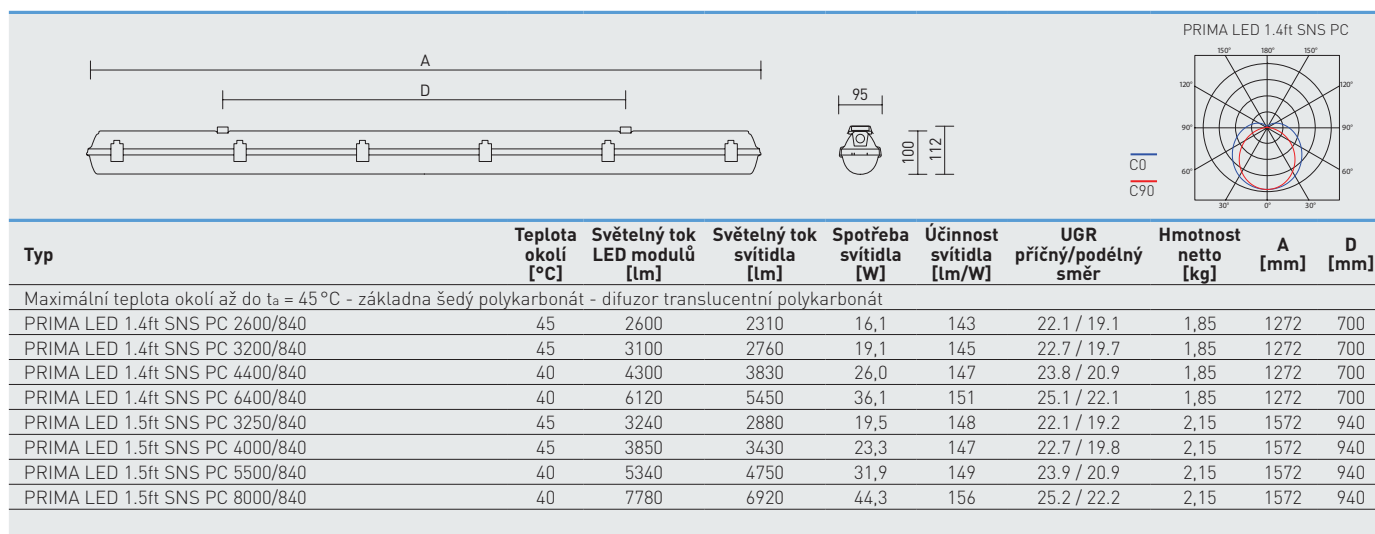 PRIMA LED 1.4ft SNS PC
150° 180° 150°
120° 120°
90° 90°
60° 60°
30° 0° 30°
C0
C90
A
D
95
100
112
Typ Teplota okolí [°C] Světelný tok LED modulů [lm] Světelný tok svítidla [lm] Spotřeba svítidla [W] Účinnost svítidla [lm/W] UGR příčný/podélný směr Hmotnost netto [kg] A [mm] D [mm]
Maximální teplota okolí až do ta = 45°C - základna šedý polykarbonát - difuzor translucentní polykarbonát
PRIMA LED 1.4ft SNS PC 2600/840 45 2600 2310 16,1 143 22.1 / 19.1 1,85 1272 700
PRIMA LED 1.4ft SNS PC 3200/840 45 3100 2760 19,1 145 22.7 / 19.7 1,85 1272 700
PRIMA LED 1.4ft SNS PC 4400/840 40 4300 3830 26,0 147 23.8 / 20.9 1,85 1272 700
PRIMA LED 1.4ft SNS PC 6400/840 40 6120 5450 36,1 151 25.1 / 22.1 1,85 1272 700
PRIMA LED 1.5ft SNS PC 3250/840 45 3240 2880 19,5 148 22.1 / 19.2 2,15 1572 940
PRIMA LED 1.5ft SNS PC 4000/840 45 3850 3430 23,3 147 22.7 / 19.8 2,15 1572 940
PRIMA LED 1.5ft SNS PC 5500/840 40 5340 4750 31,9 149 23.9 / 20.9 2,15 1572 940
PRIMA LED 1.5ft SNS PC 8000/840 40 7780 6920 44,3 156 25.2 / 22.2 2,15 1572 940